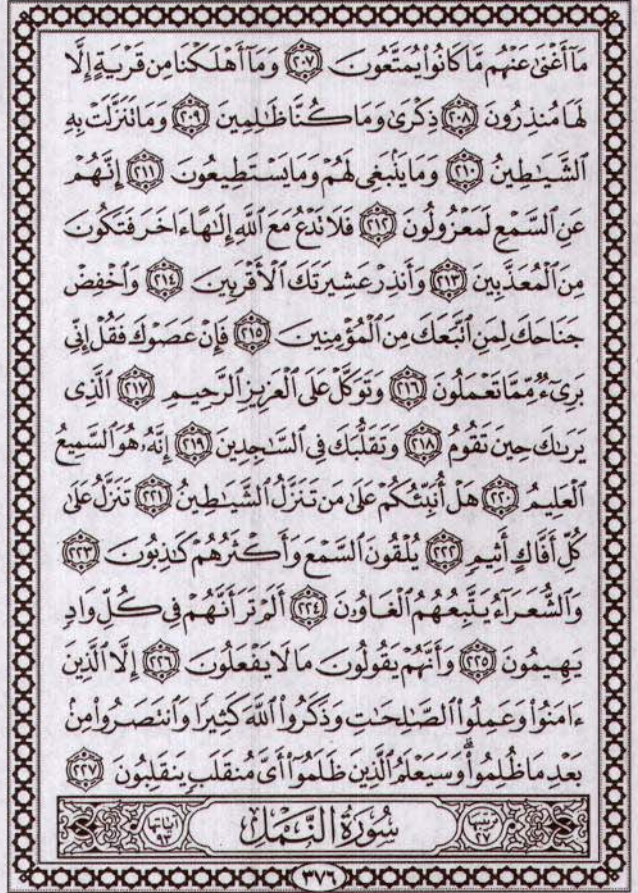 مَآ أَغْنَىٰ عَنْهُم مَّا كَانُوا۟ يُمَتَّعُونَ ٢٠٧ وَمَآ أَهْلَكْنَا مِن قَرْيَةٍ إِلَّا
لَهَا مُنذِرُونَ ٢٠٨ ذِكْرَىٰ وَمَا كُنَّا ظَـٰلِمِينَ ٢٠٩ وَمَا تَنَزَّلَتْ بِهِ
ٱلشَّيَـٰطِينُ ٢١٠ وَمَا يَنۢبَغِى لَهُمْ وَمَا يَسْتَطِيعُونَ ٢١١ إِنَّهُمْ
عَنِ ٱلسَّمْعِ لَمَعْزُولُونَ ٢١٢ فَلَا تَدْعُ مَعَ ٱللَّهِ إِلَـٰهًا ءَاخَرَ فَتَكُونَ
مِنَ ٱلْمُعَذَّبِينَ ٢١٣ وَأَنذِرْ عَشِيرَتَكَ ٱلْأَقْرَبِينَ ٢١٤ وَٱخْفِضْ
جَنَاحَكَ لِمَنِ ٱتَّبَعَكَ مِنَ ٱلْمُؤْمِنِينَ ٢١٥ فَإِنْ عَصَوْكَ فَقُلْ إِنِّى
بَرِىٓءٌ مِّمَّا تَعْمَلُونَ ٢١٦ وَتَوَكَّلْ عَلَى ٱلْعَزِيزِ ٱلرَّحِيمِ ٢١٧ ٱلَّذِى
يَرَىٰكَ حِينَ تَقُومُ ٢١٨ وَتَقَلُّبَكَ فِى ٱلسَّـٰجِدِينَ ٢١٩ إِنَّهُۥ هُوَ ٱلسَّمِيعُ
ٱلْعَلِيمُ ٢٢٠ هَلْ أُنَبِّئُكُمْ عَلَىٰ مَن تَنَزَّلُ ٱلشَّيَـٰطِينُ ٢٢١ تَنَزَّلُ عَلَىٰ
كُلِّ أَفَّاكٍ أَثِيمٍ ٢٢٢ يُلْقُونَ ٱلسَّمْعَ وَأَكْثَرُهُمْ كَـٰذِبُونَ ٢٢٣
وَٱلشُّعَرَآءُ يَتَّبِعُهُمُ ٱلْغَاوُۥنَ ٢٢٤ أَلَمْ تَرَ أَنَّهُمْ فِى كُلِّ وَادٍ
يَهِيمُونَ ٢٢٥ وَأَنَّهُمْ يَقُولُونَ مَا لَا يَفْعَلُونَ ٢٢٦ إِلَّا ٱلَّذِينَ
ءَامَنُوا۟ وَعَمِلُوا۟ ٱلصَّـٰلِحَـٰتِ وَذَكَرُوا۟ ٱللَّهَ كَثِيرًا وَٱنتَصَرُوا۟ مِنۢ
بَعْدِ مَا ظُلِمُوا۟ ۗ وَسَيَعْلَمُ ٱلَّذِينَ ظَلَمُوٓا۟ أَىَّ مُنقَلَبٍ يَنقَلِبُونَ ٢٢٧
ترتيبها ٢٧ سُورَةُ النَّمْلِ آياتها ٩٣
٣٧٦